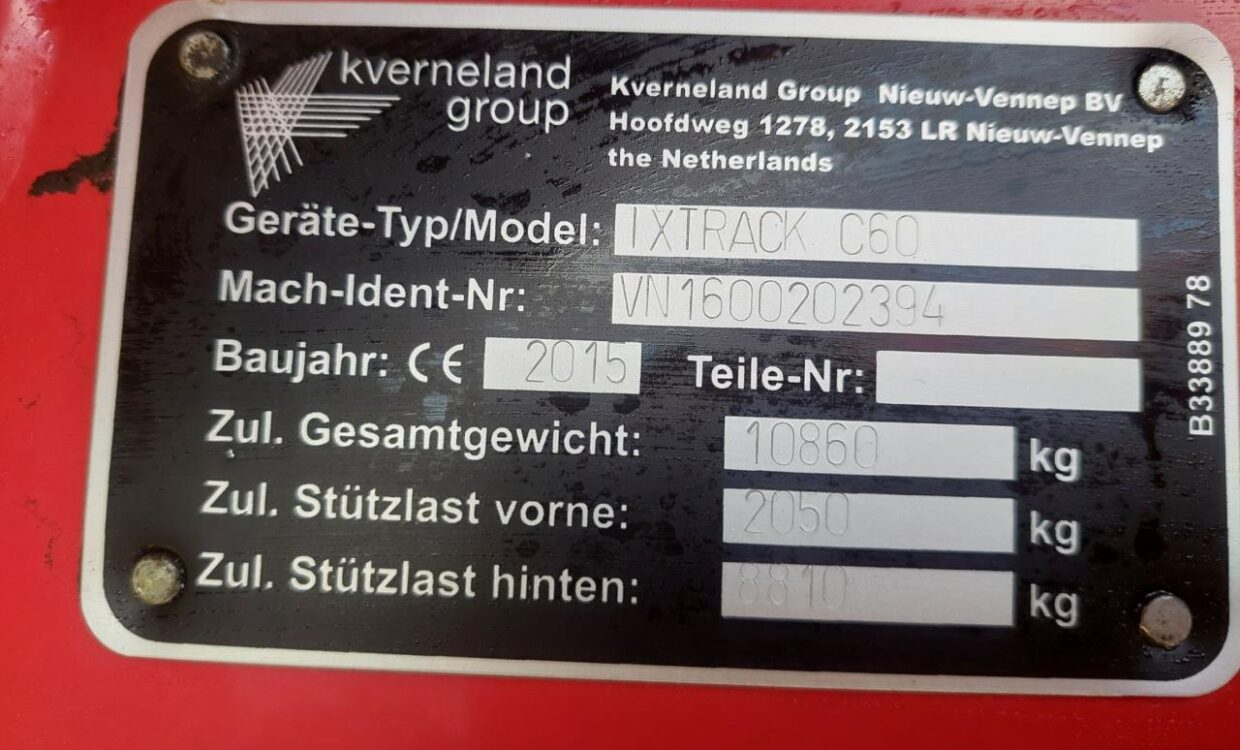 kverneland
group
Kverneland Group Nieuw-Vennep BV
Hoofdweg 1278, 2153 LR Nieuw-Vennep
the Netherlands
Geräte-Typ/Model: IXTRACK C60
Mach-Ident-Nr: VN1600202394
Baujahr: CE 2015 Teile-Nr:
Zul. Gesamtgewicht: 10860 kg
Zul. Stützlast vorne: 2050 kg
Zul. Stützlast hinten: 8810 kg
B33889 78